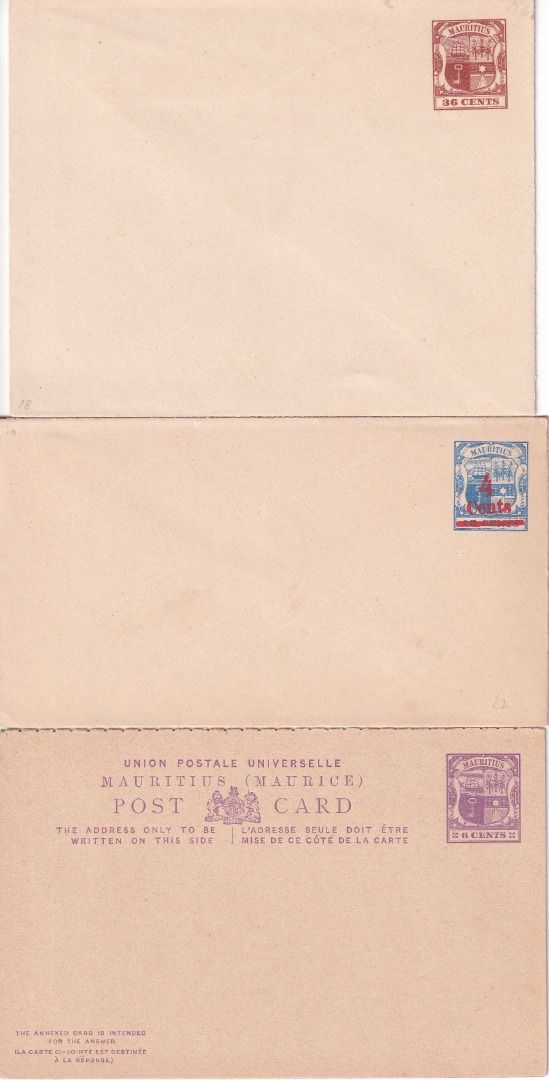 MAURITIUS
36 CENTS
18
MAURITIUS
4
Cents
UNION POSTALE UNIVERSELLE
MAURITIUS (MAURICE)
POST CARD
THE ADDRESS ONLY TO BE
WRITTEN ON THIS SIDE
L'ADRESSE SEULE DOIT ÊTRE
MISE DE CE CÔTÉ DE LA CARTE
MAURITIUS
6 CENTS
THE ANNEXED CARD IS INTENDED
FOR THE ANSWER.
(LA CARTE CI-JOINTE EST DESTINÉE
À LA RÉPONSE.)